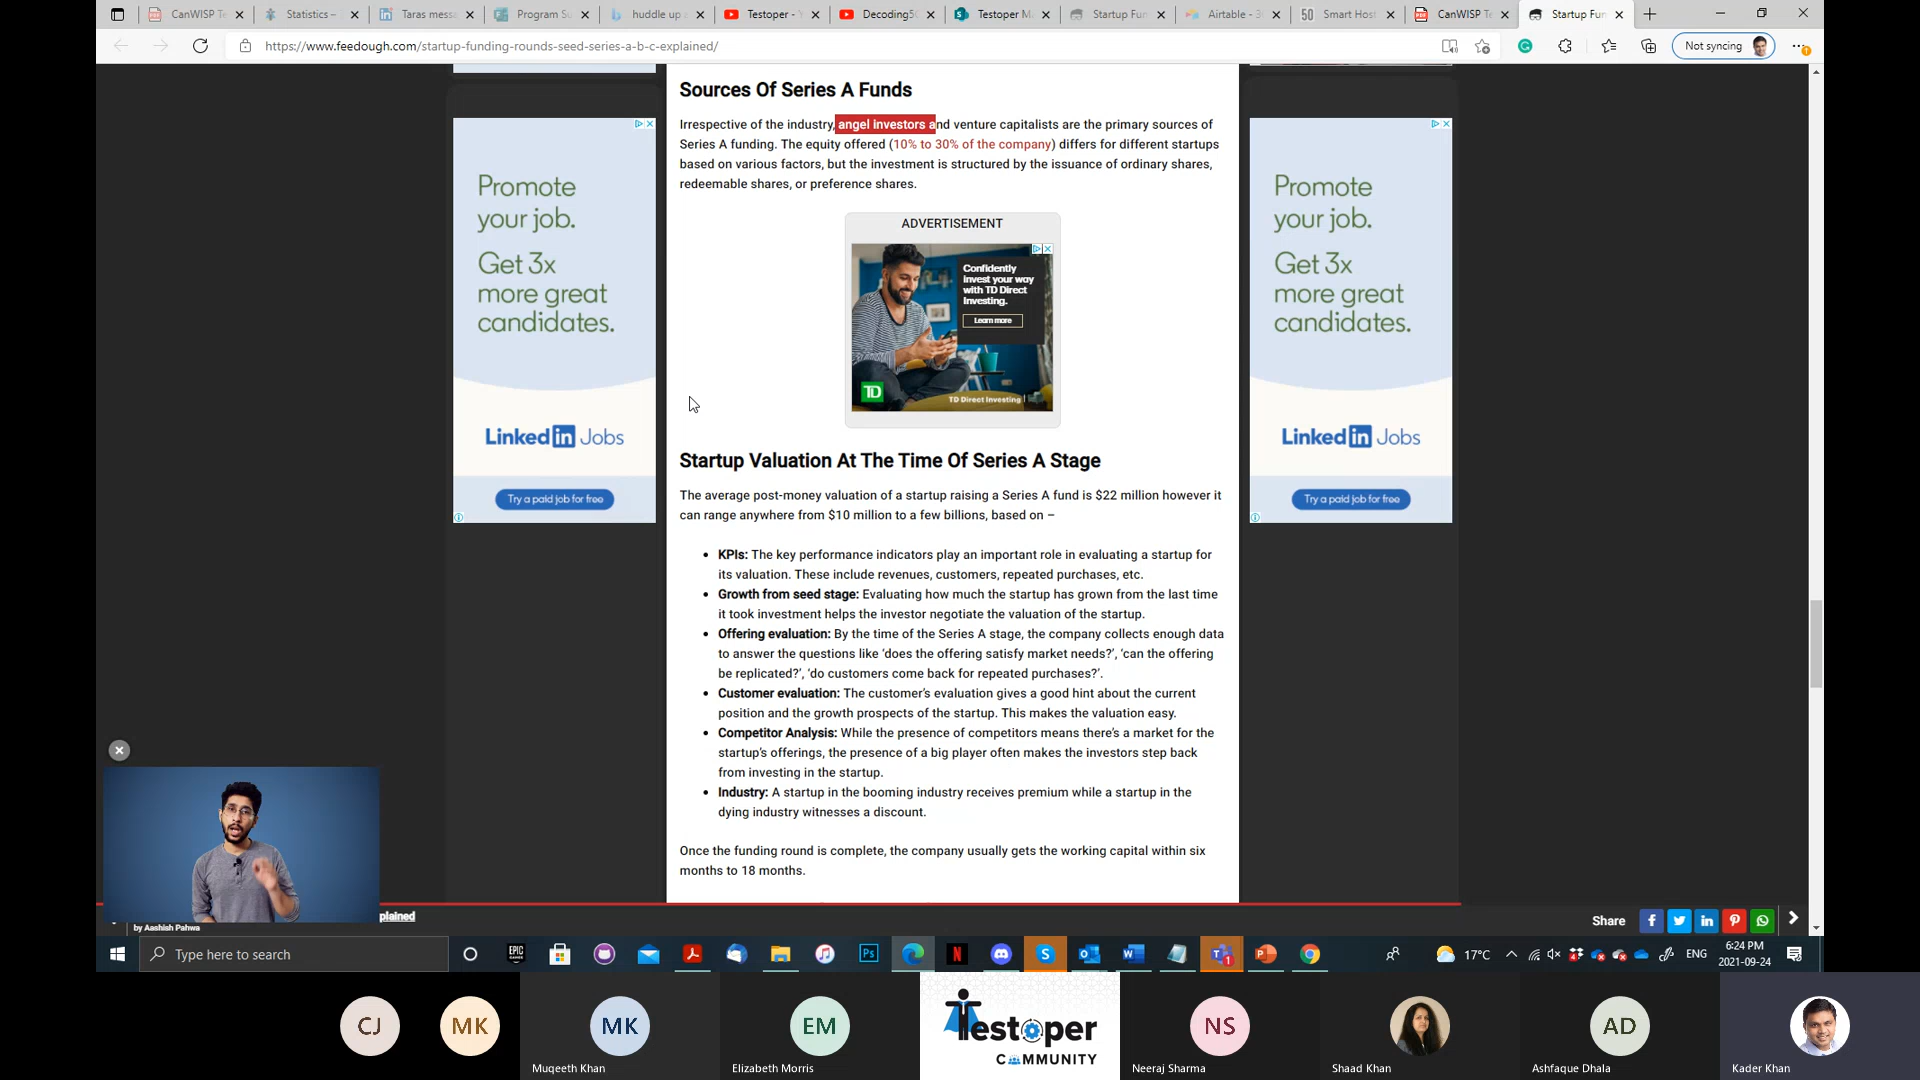 CanWISP Te
Statistics –
Taras messa
Program Su
huddle up a
Testoper - Y
Decoding50
Testoper Ma
Startup Fun
Airtable - 3
50 Smart Host
CanWISP Te
Startup Fun
https://www.feedough.com/startup-funding-rounds-seed-series-a-b-c-explained/
Not syncing
Sources Of Series A Funds
Irrespective of the industry, angel investors and venture capitalists are the primary sources of
Series A funding. The equity offered (10% to 30% of the company) differs for different startups
based on various factors, but the investment is structured by the issuance of ordinary shares,
redeemable shares, or preference shares.
Promote
your job.
Get 3x
more great
candidates.
Linked in Jobs
Try a paid job for free
ADVERTISEMENT
Confidently
invest your way
with TD Direct
Investing.
Learn more
TD
TD Direct Investing
Promote
your job.
Get 3x
more great
candidates.
Linked in Jobs
Try a paid job for free
Startup Valuation At The Time Of Series A Stage
The average post-money valuation of a startup raising a Series A fund is $22 million however it
can range anywhere from $10 million to a few billions, based on –
• KPIs: The key performance indicators play an important role in evaluating a startup for
its valuation. These include revenues, customers, repeated purchases, etc.
• Growth from seed stage: Evaluating how much the startup has grown from the last time
it took investment helps the investor negotiate the valuation of the startup.
• Offering evaluation: By the time of the Series A stage, the company collects enough data
to answer the questions like ‘does the offering satisfy market needs?’, ‘can the offering
be replicated?’, ‘do customers come back for repeated purchases?’.
• Customer evaluation: The customer’s evaluation gives a good hint about the current
position and the growth prospects of the startup. This makes the valuation easy.
• Competitor Analysis: While the presence of competitors means there’s a market for the
startup’s offerings, the presence of a big player often makes the investors step back
from investing in the startup.
• Industry: A startup in the booming industry receives premium while a startup in the
dying industry witnesses a discount.
Once the funding round is complete, the company usually gets the working capital within six
months to 18 months.
plained
by Aashish Pahwa
Share
Type here to search
EPIC GAMES
Ps
N
17°C
ENG
6:24 PM
2021-09-24
CJ
MK
MK
Muqeeth Khan
EM
Elizabeth Morris
Testoper
COMMUNITY
NS
Neeraj Sharma
Shaad Khan
AD
Ashfaque Dhala
Kader Khan